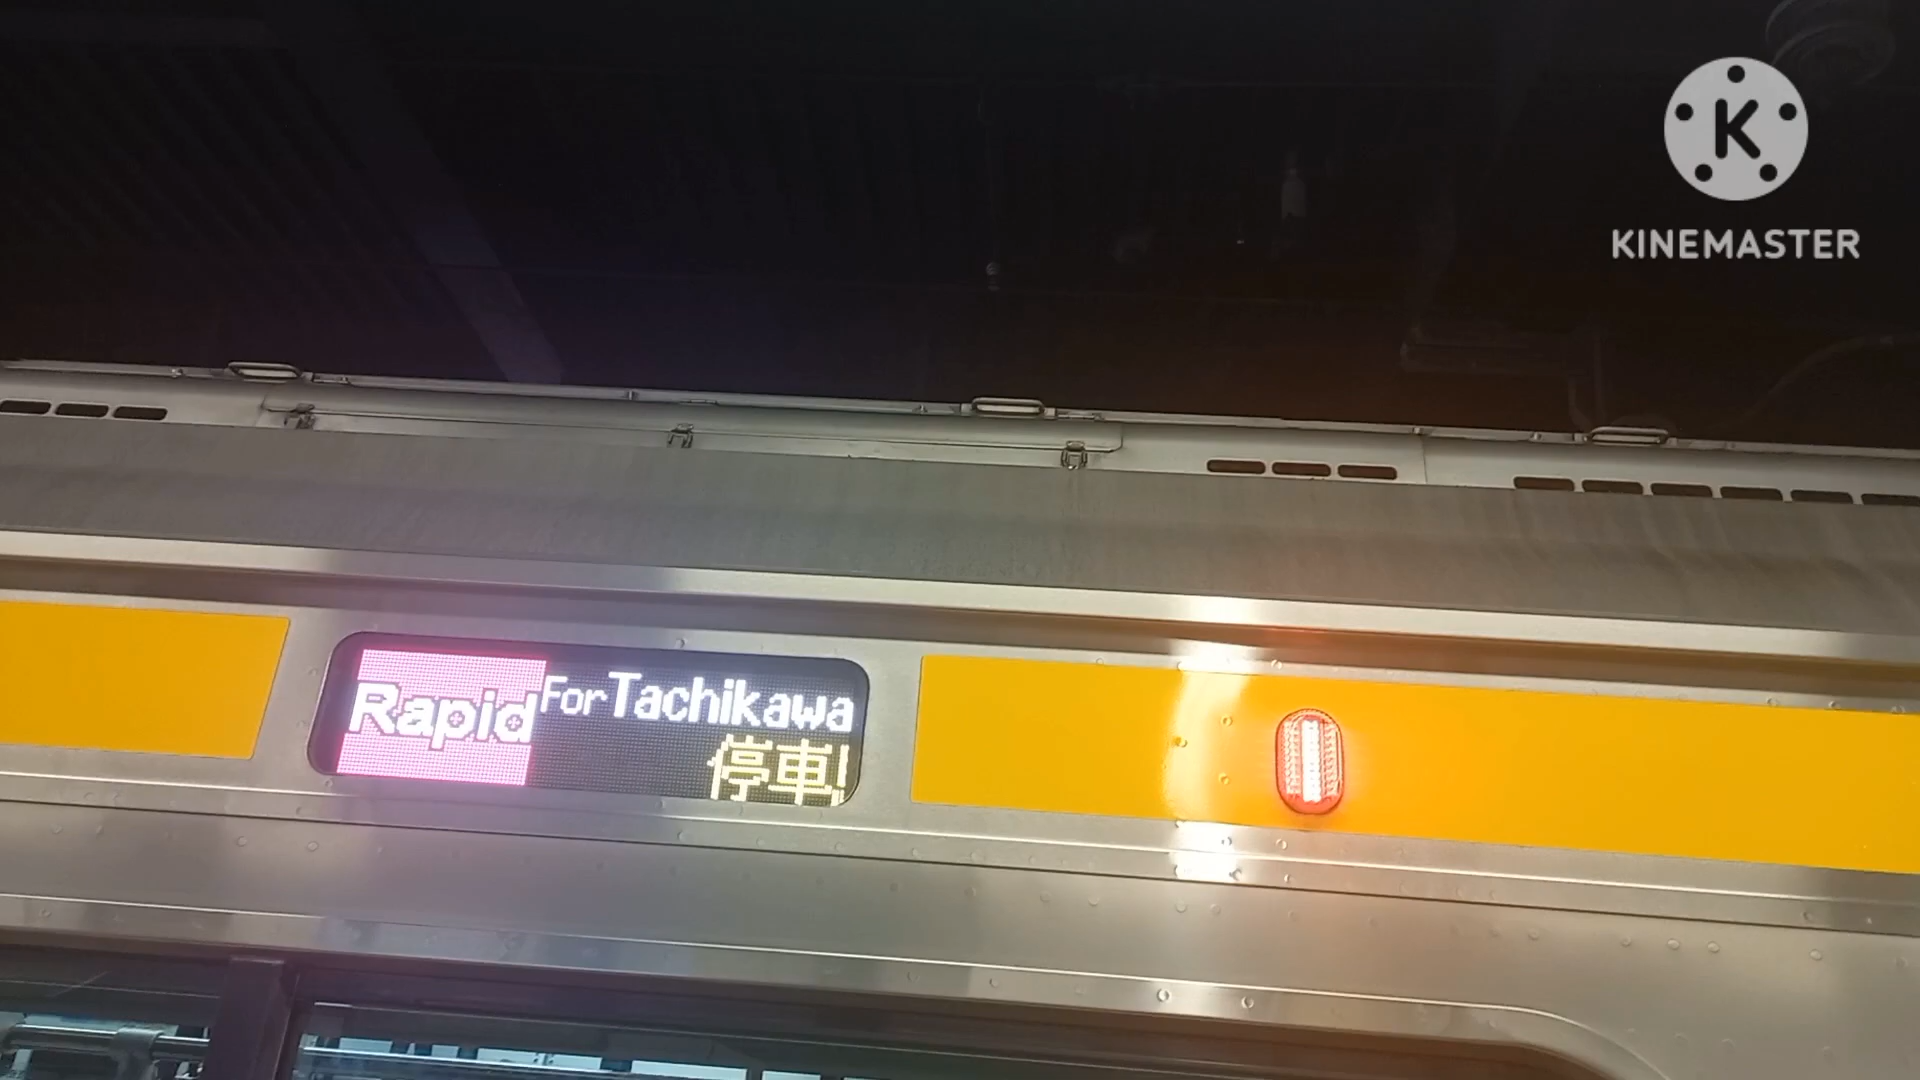 K
KINEMASTER
Rapid For Tachikawa
停車!